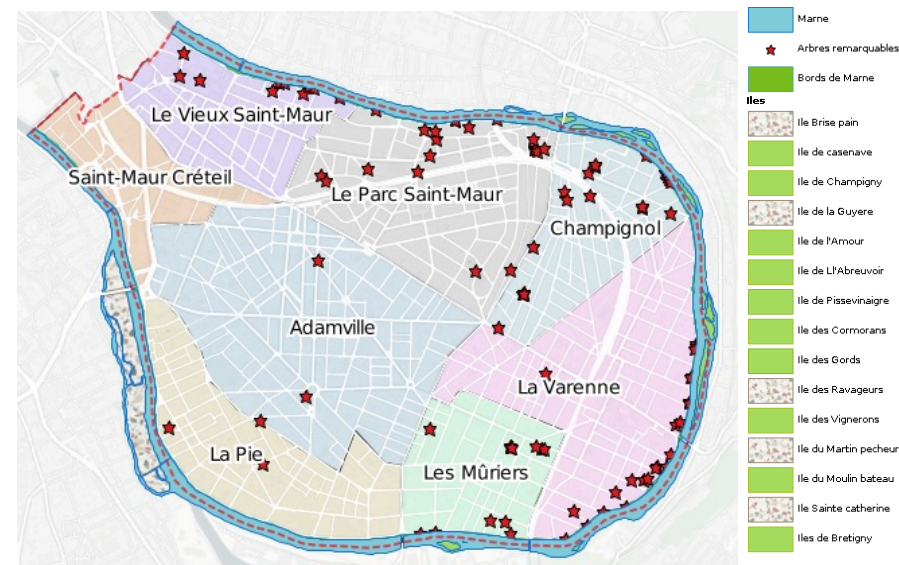 Le Vieux Saint-Maur
Saint-Maur Créteil
Le Parc Saint-Maur
Champignol
Adamville
La Varenne
La Pie
Les Mûriers
Marne
Arbres remarquables
Bords de Marne
Iles
Ile Brise pain
Ile de casenave
Ile de Champigny
Ile de la Guyere
Ile de l'Amour
Ile de Ll'Abreuvoir
Ile de Pissevinaigre
Ile des Cormorans
Ile des Gords
Ile des Ravageurs
Ile des Vignerons
Ile du Martin pecheur
Ile du Moulin bateau
Ile Sainte catherine
Iles de Bretigny